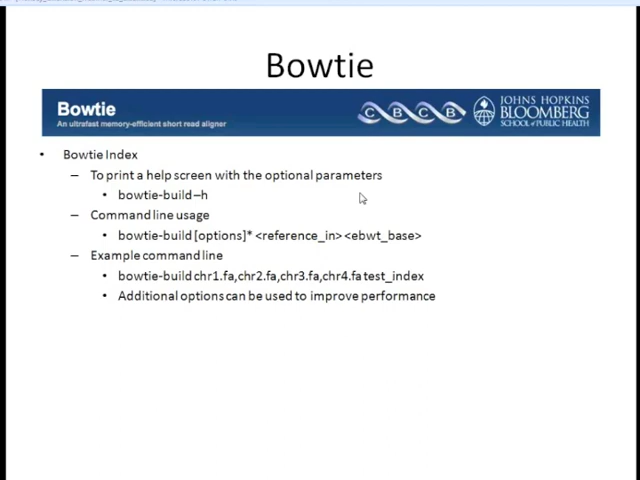 Bowtie
Bowtie
An ultrafast memory-efficient short read aligner
CBCB
JOHNS HOPKINS
BLOOMBERG
SCHOOL of PUBLIC HEALTH
• Bowtie Index
– To print a help screen with the optional parameters
• bowtie-build –h
– Command line usage
• bowtie-build [options]* <reference_in> <ebwt_base>
– Example command line
• bowtie-build chr1.fa,chr2.fa,chr3.fa,chr4.fa test_index
• Additional options can be used to improve performance